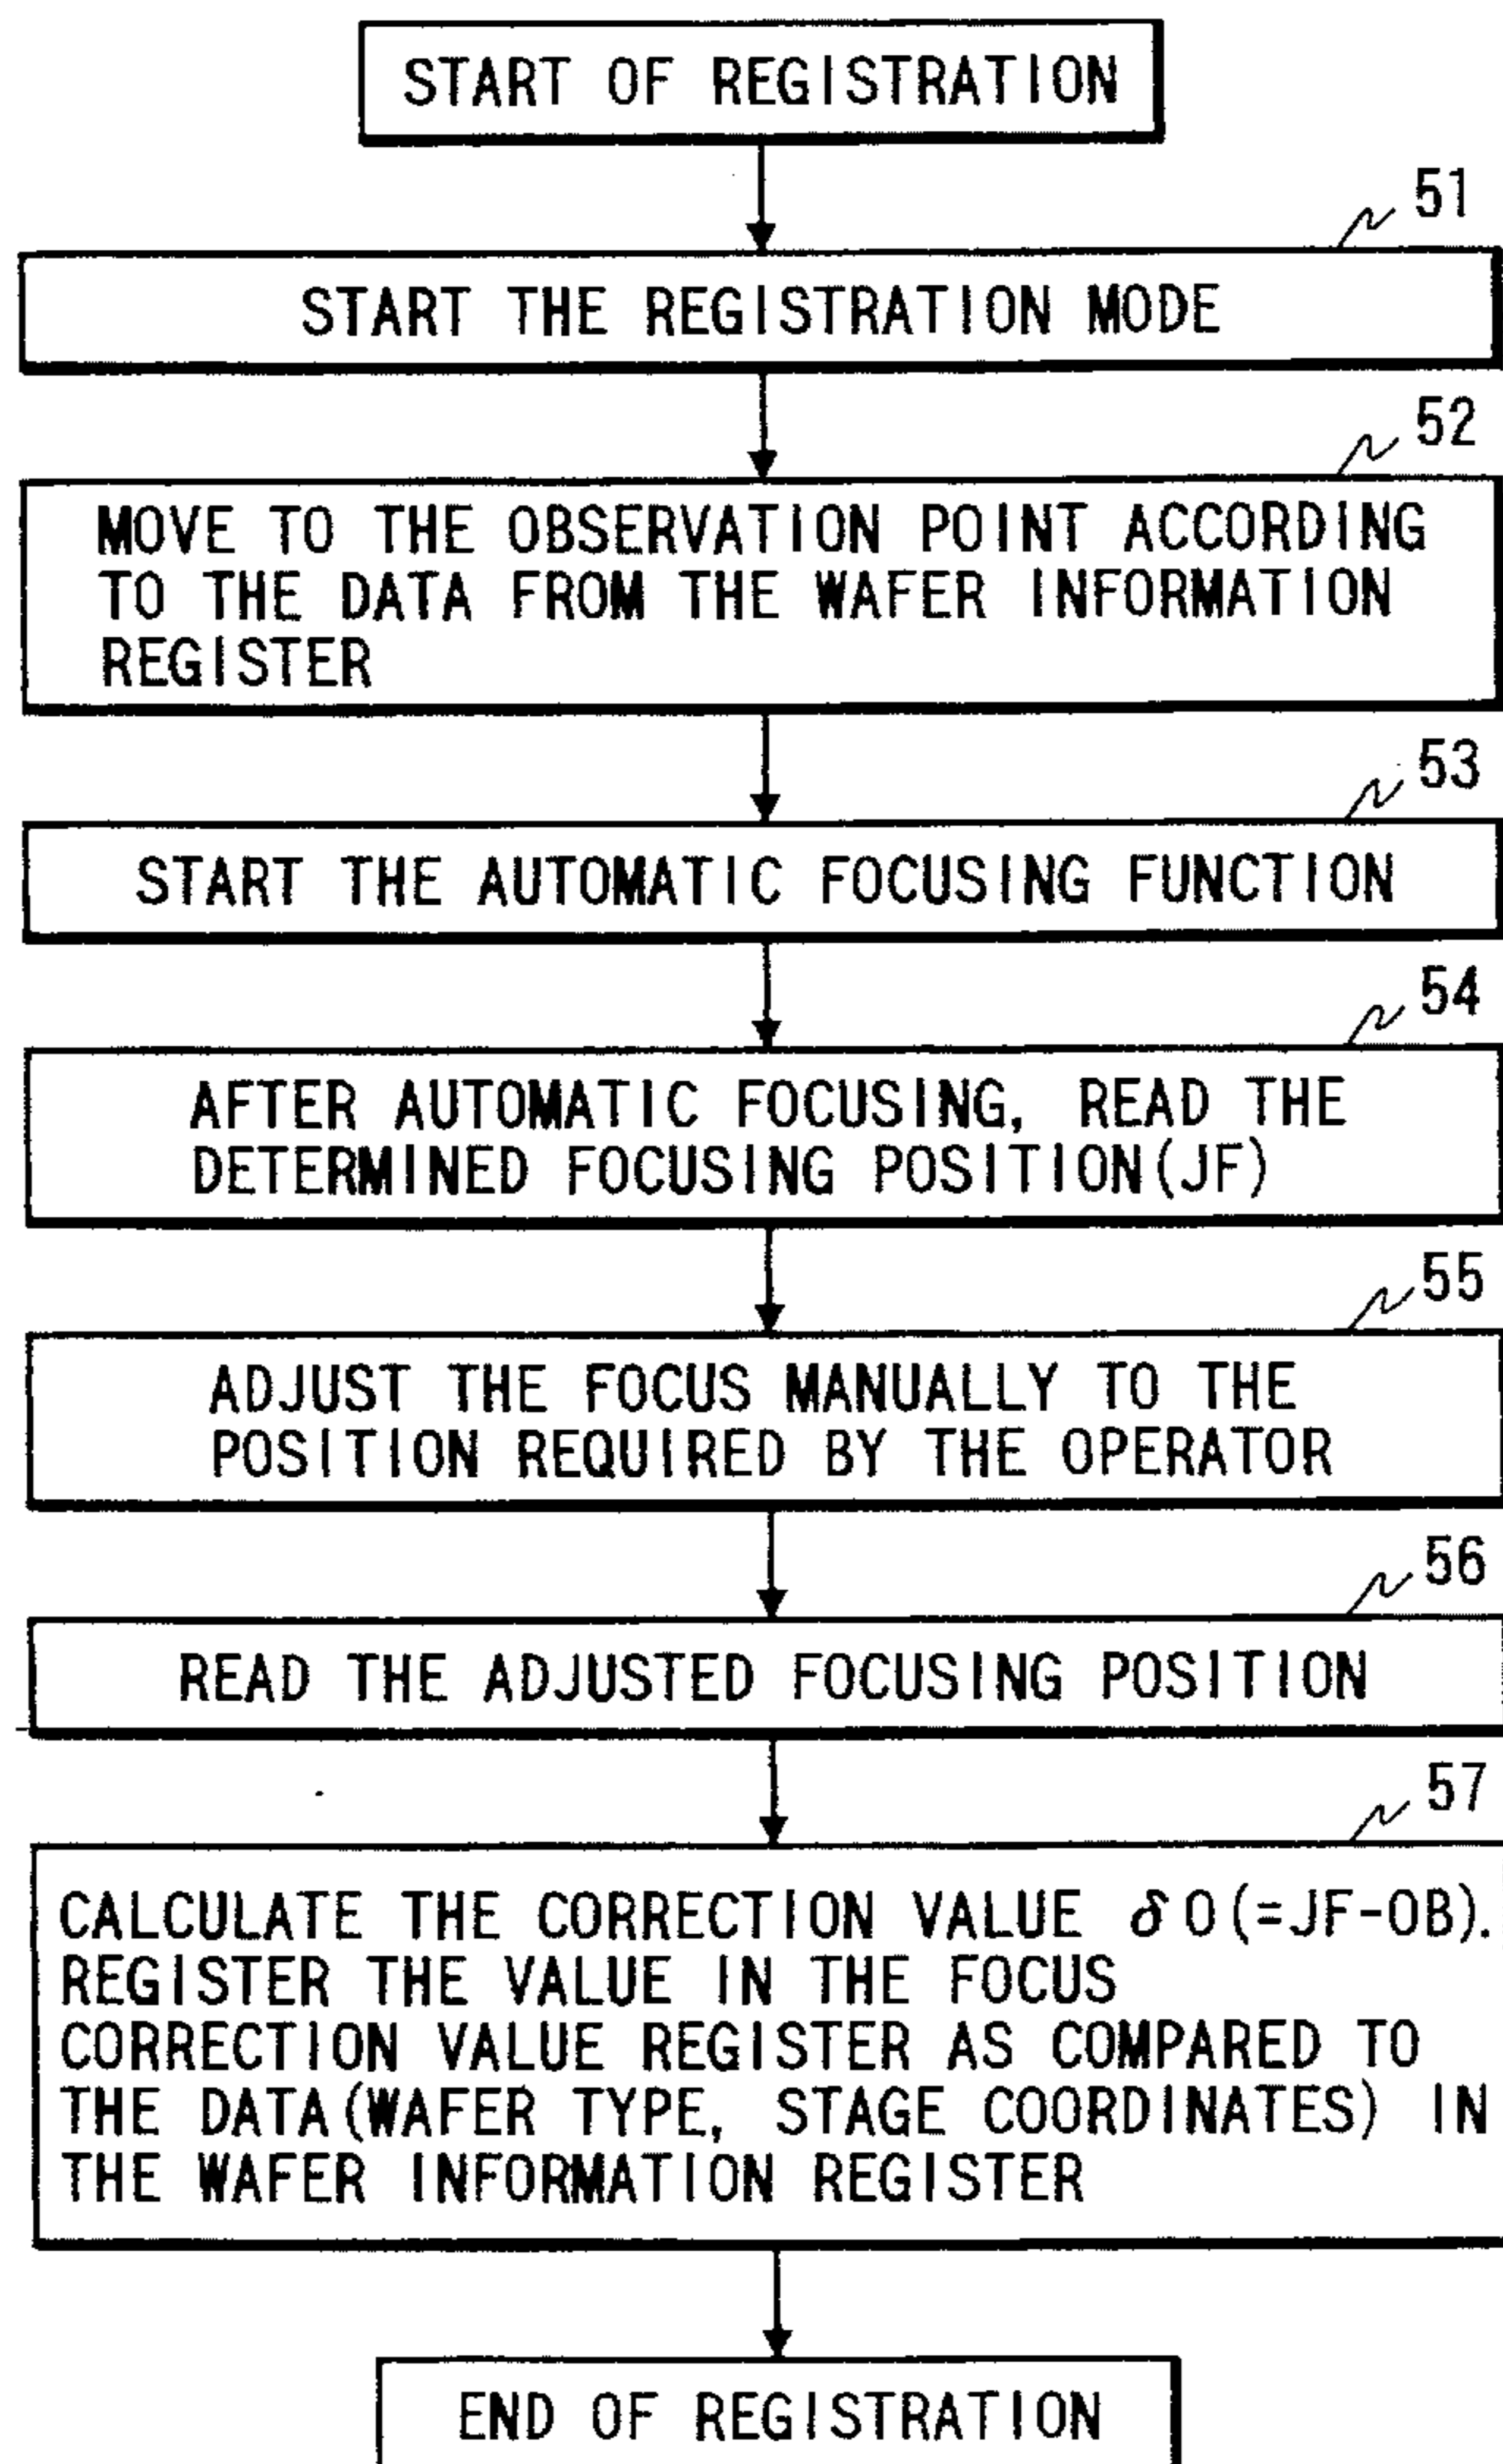 START OF REGISTRATION
51
START THE REGISTRATION MODE
52
MOVE TO THE OBSERVATION POINT ACCORDING
TO THE DATA FROM THE WAFER INFORMATION
REGISTER
53
START THE AUTOMATIC FOCUSING FUNCTION
54
AFTER AUTOMATIC FOCUSING, READ THE
DETERMINED FOCUSING POSITION(JF)
55
ADJUST THE FOCUS MANUALLY TO THE
POSITION REQUIRED BY THE OPERATOR
56
READ THE ADJUSTED FOCUSING POSITION
57
CALCULATE THE CORRECTION VALUE δO(=JF-OB).
REGISTER THE VALUE IN THE FOCUS
CORRECTION VALUE REGISTER AS COMPARED TO
THE DATA(WAFER TYPE, STAGE COORDINATES) IN
THE WAFER INFORMATION REGISTER
END OF REGISTRATION